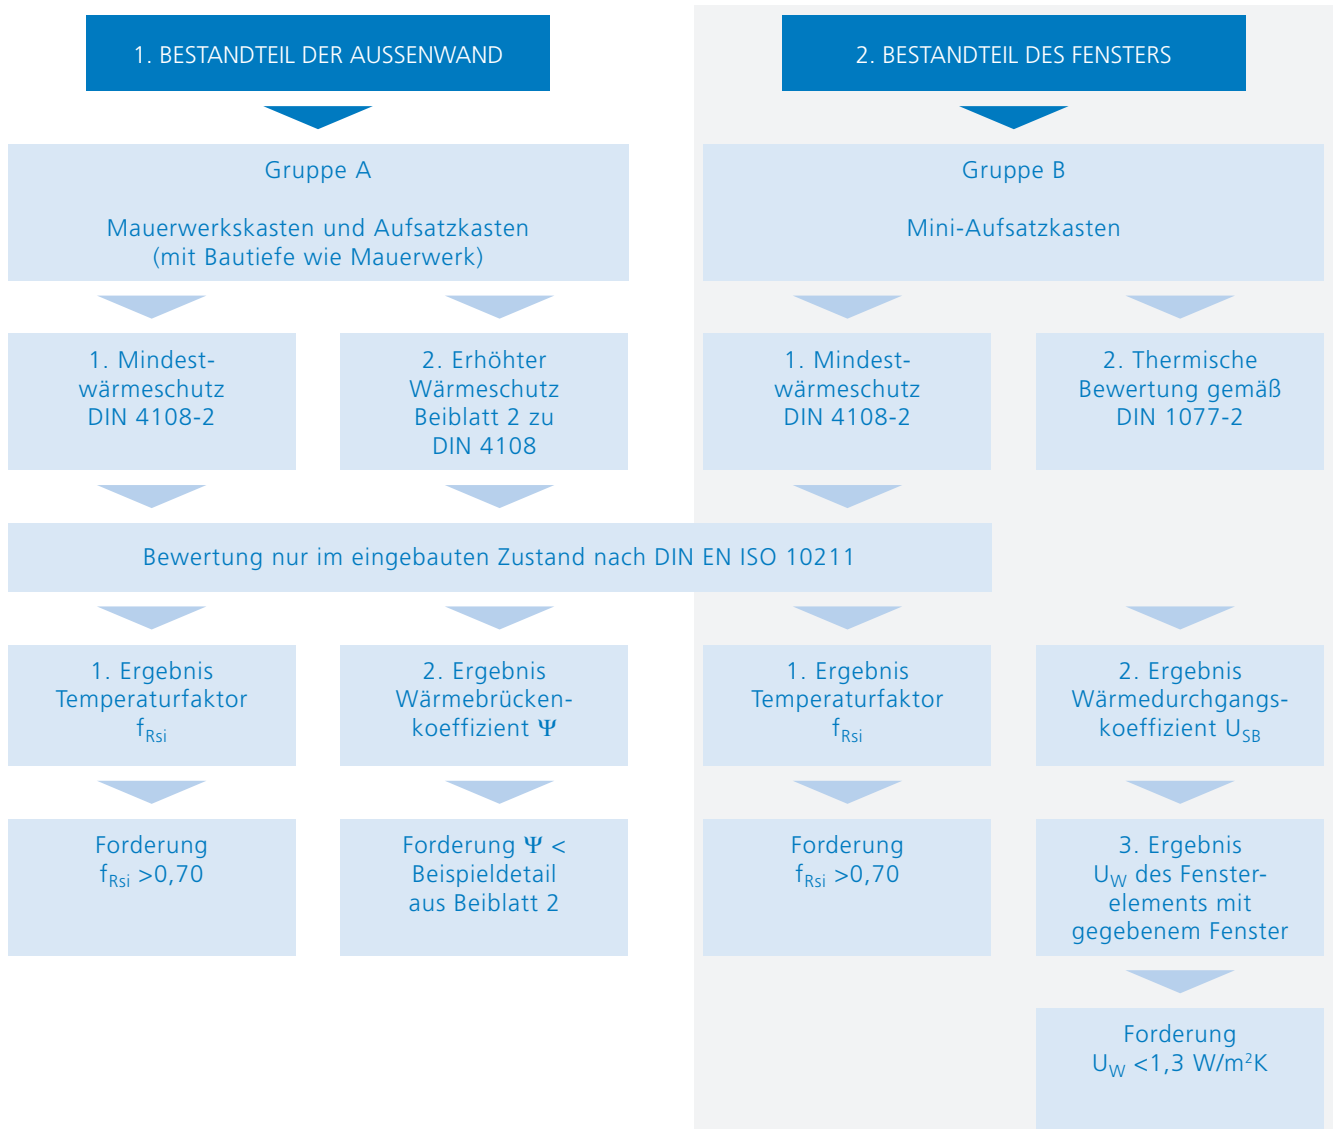 1. BESTANDTEIL DER AUSSENWAND
2. BESTANDTEIL DES FENSTERS
Gruppe A
Mauerwerkskasten und Aufsatzkasten
(mit Bautiefe wie Mauerwerk)
Gruppe B
Mini-Aufsatzkasten
1. Mindest-
wärmeschutz
DIN 4108-2
2. Erhöhter
Wärmeschutz
Beiblatt 2 zu
DIN 4108
1. Mindest-
wärmeschutz
DIN 4108-2
2. Thermische
Bewertung gemäß
DIN 1077-2
Bewertung nur im eingebauten Zustand nach DIN EN ISO 10211
1. Ergebnis
Temperaturfaktor
fRsi
2. Ergebnis
Wärmebrücken-
koeffizient Ψ
1. Ergebnis
Temperaturfaktor
fRsi
2. Ergebnis
Wärmedurchgangs-
koeffizient USB
Forderung
fRsi >0,70
Forderung Ψ <
Beispieldetail
aus Beiblatt 2
Forderung
fRsi >0,70
3. Ergebnis
UW des Fenster-
elements mit
gegebenem Fenster
Forderung
UW <1,3 W/m²K